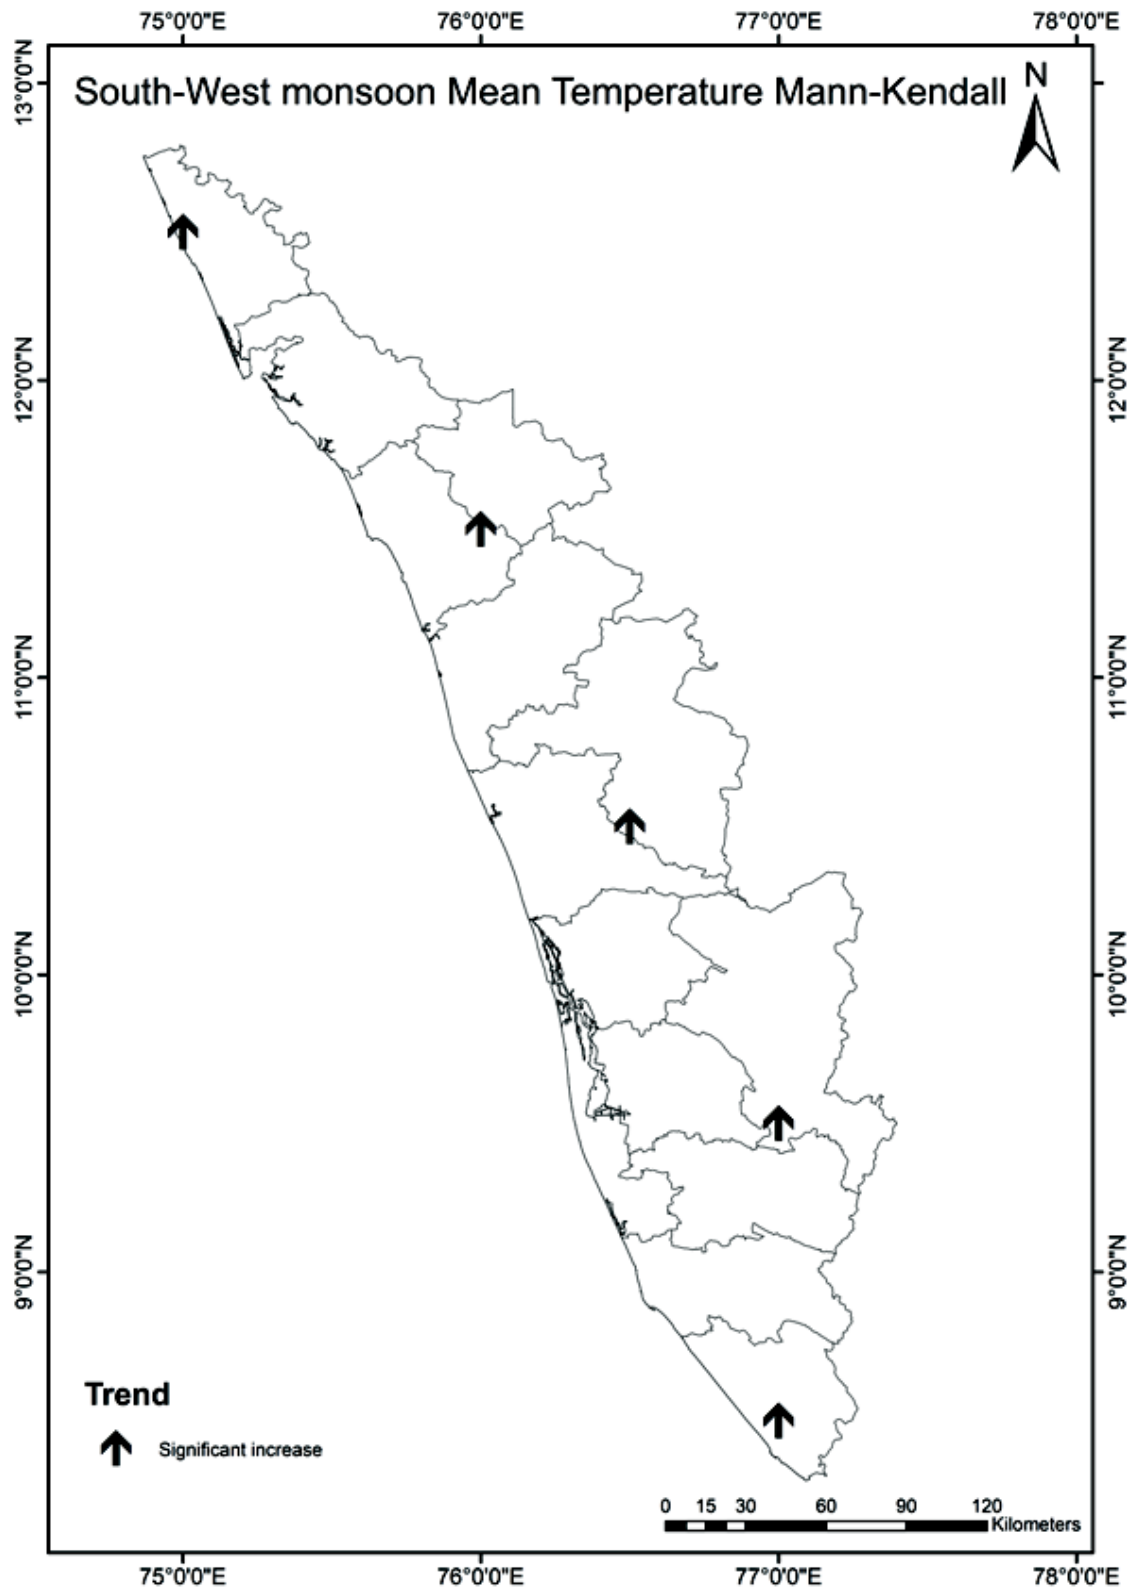 75°0'0"E 76°0'0"E 77°0'0"E 78°0'0"E
South-West monsoon Mean Temperature Mann-Kendall
N
13°0'0"N
12°0'0"N 12°0'0"N
11°0'0"N 11°0'0"N
10°0'0"N 10°0'0"N
9°0'0"N 9°0'0"N
Trend
Significant increase
0 15 30 60 90 120
Kilometers
75°0'0"E 76°0'0"E 77°0'0"E 78°0'0"E